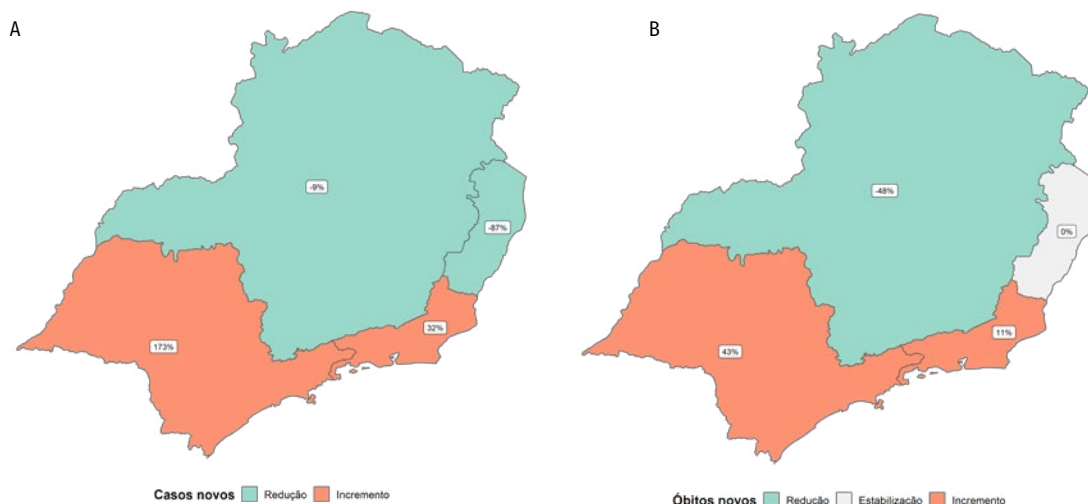 A
B
-9%
-87%
173%
32%
-48%
0%
43%
11%
Casos novos Redução Incremento
Óbitos novos Redução Estabilização Incremento